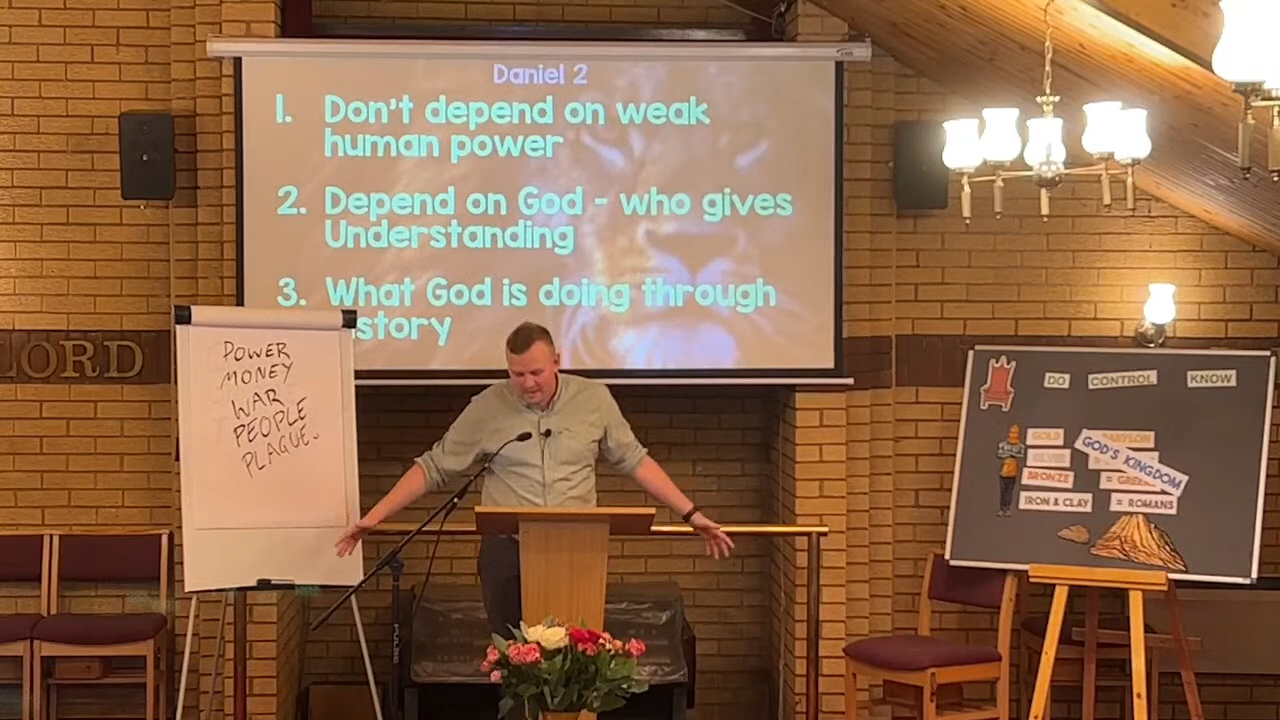 Daniel 2
1. Don't depend on weak
human power
2. Depend on God - who gives
Understanding
3. What God is doing through
story
LORD
POWER
MONEY
WAR
PEOPLE
PLAGUE.
DO CONTROL KNOW
GOLD BABYLON
SILVER
GOD'S KINGDOM
BRONZE
IRON & CLAY = ROMANS
PULSE